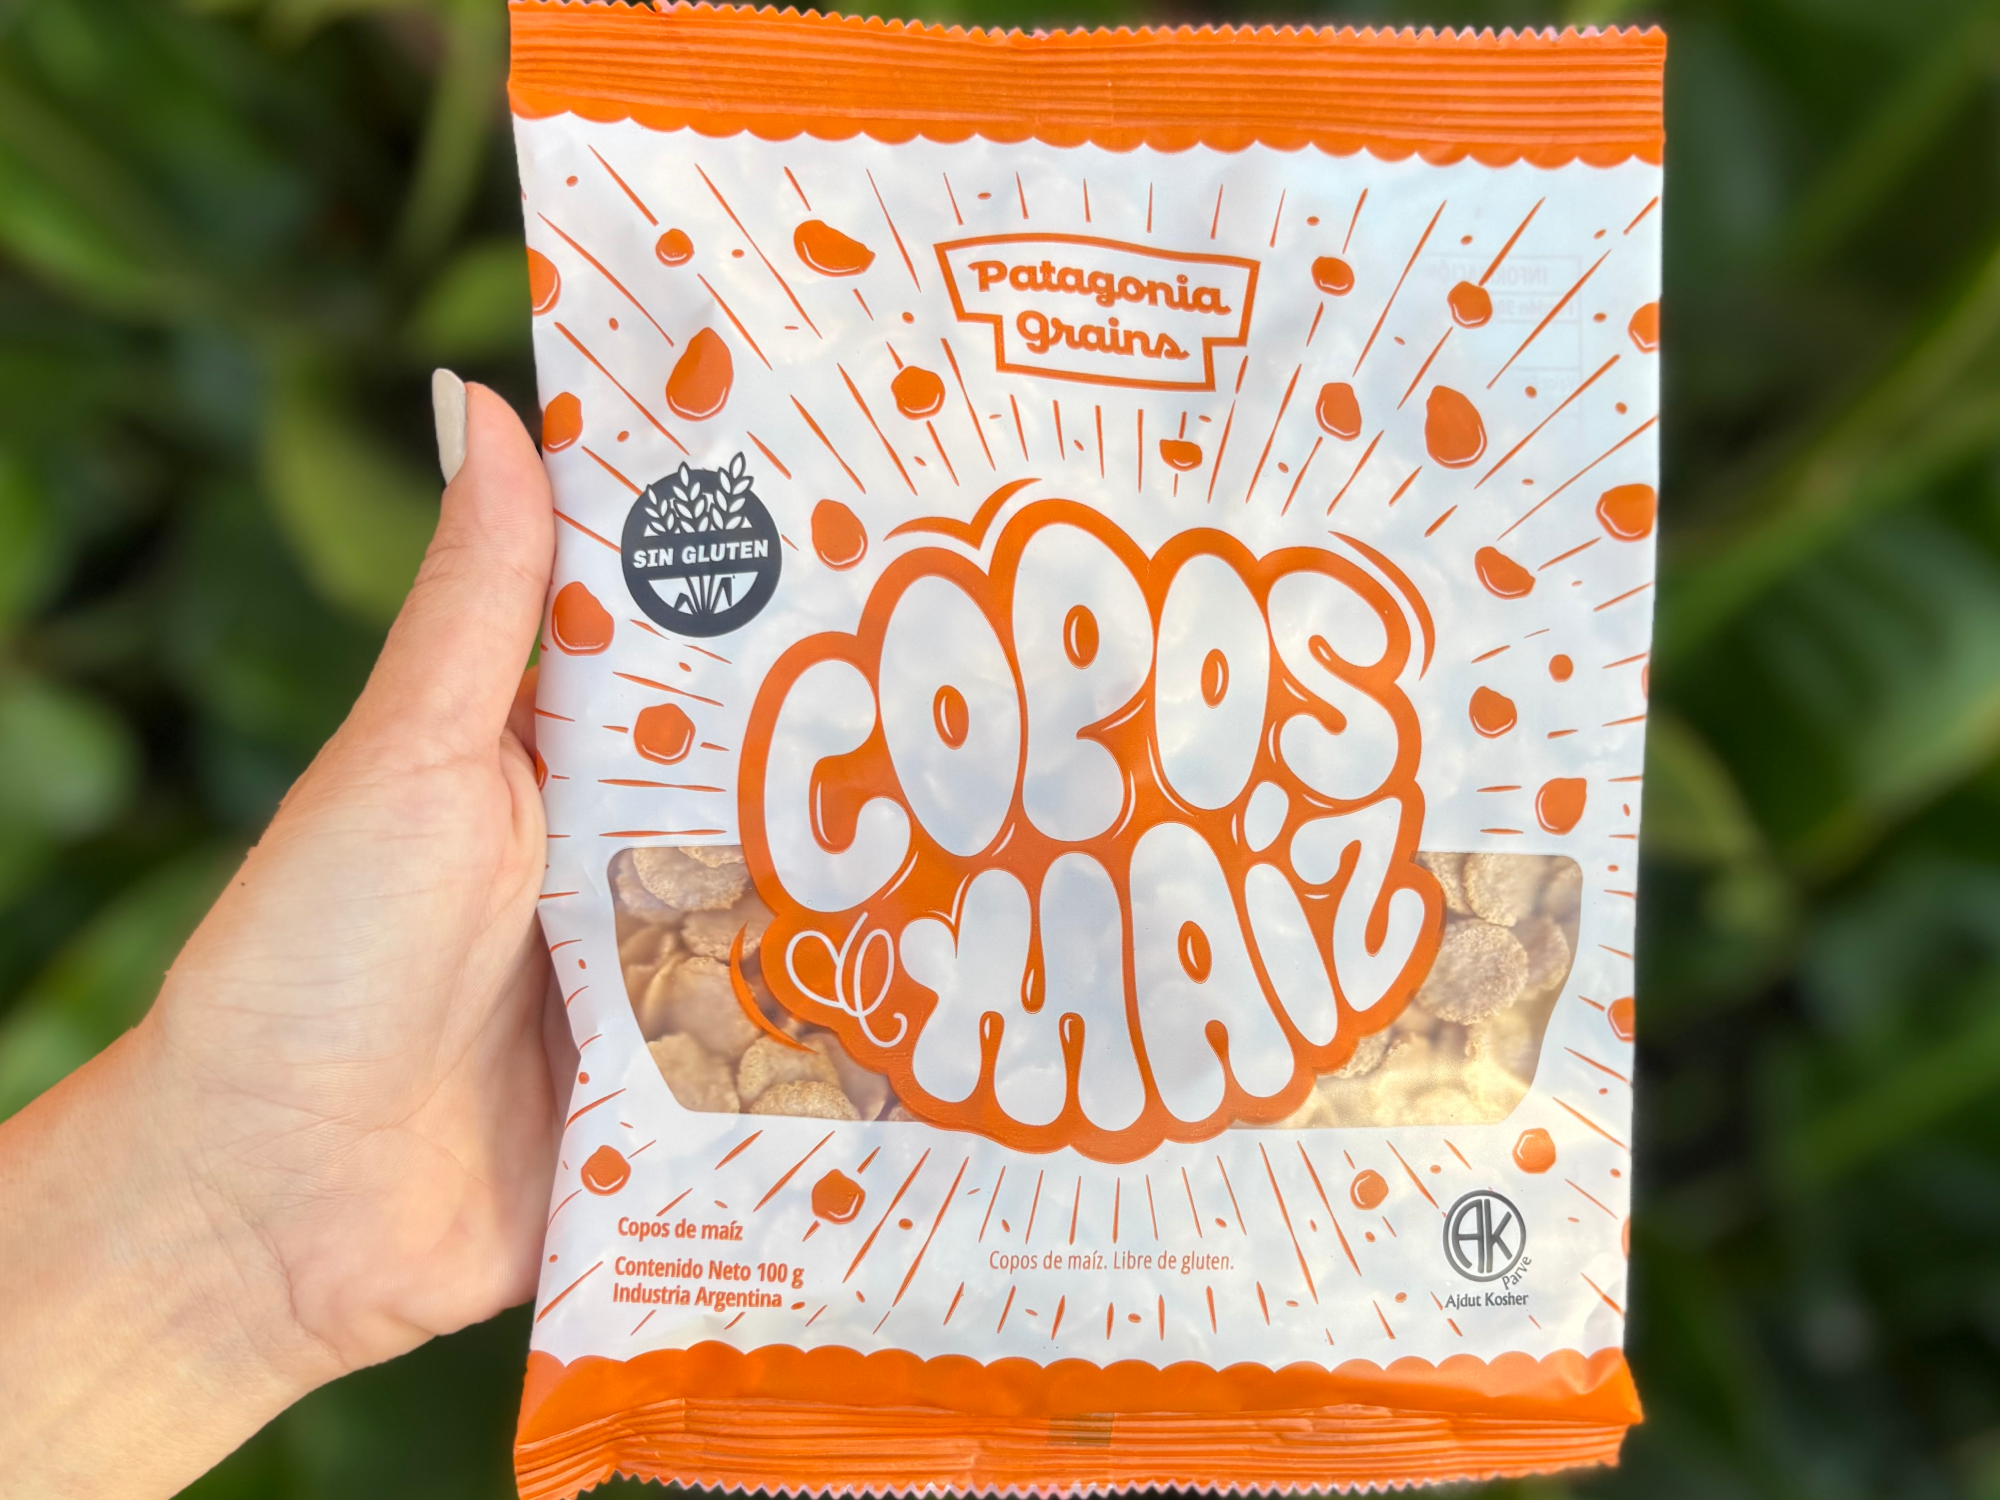 Patagonia
grains
SIN GLUTEN
COPOS
MAíZ
Copos de maíz
Contenido Neto 100 g
Industria Argentina
Copos de maíz. Libre de gluten.
AK
Parve
Ajdut Kosher